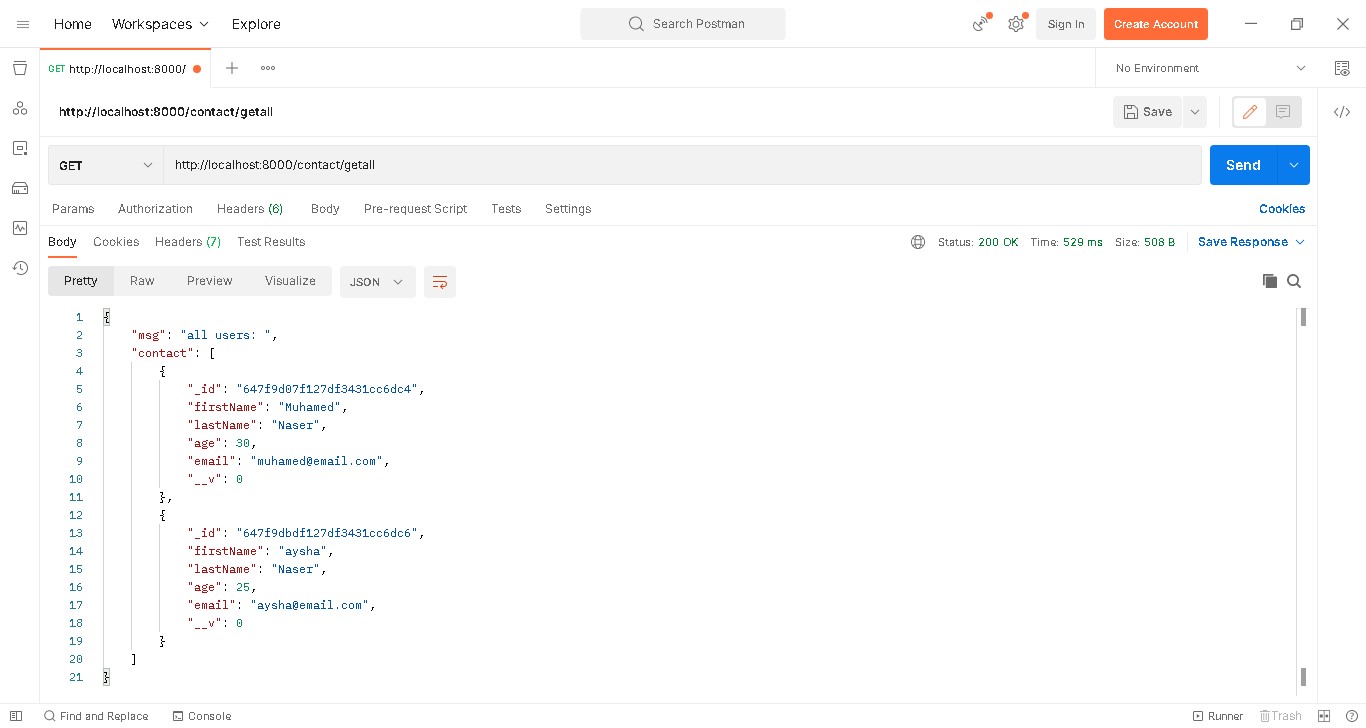 Home Workspaces Explore Search Postman Sign In Create Account
GET http://localhost:8000/ No Environment
http://localhost:8000/contact/getall Save
GET http://localhost:8000/contact/getall Send
Params Authorization Headers (6) Body Pre-request Script Tests Settings Cookies
Body Cookies Headers (7) Test Results Status: 200 OK Time: 529 ms Size: 508 B Save Response
Pretty Raw Preview Visualize JSON
1 {
2 "msg": "all users: ",
3 "contact": [
4 {
5 "_id": "647f9d07f127df3431cc6dc4",
6 "firstName": "Muhamed",
7 "lastName": "Naser",
8 "age": 30,
9 "email": "muhamed@email.com",
10 "__v": 0
11 },
12 {
13 "_id": "647f9dbdf127df3431cc6dc6",
14 "firstName": "aysha",
15 "lastName": "Naser",
16 "age": 25,
17 "email": "aysha@email.com",
18 "__v": 0
19 }
20 ]
21 }
Find and Replace Console Runner Trash